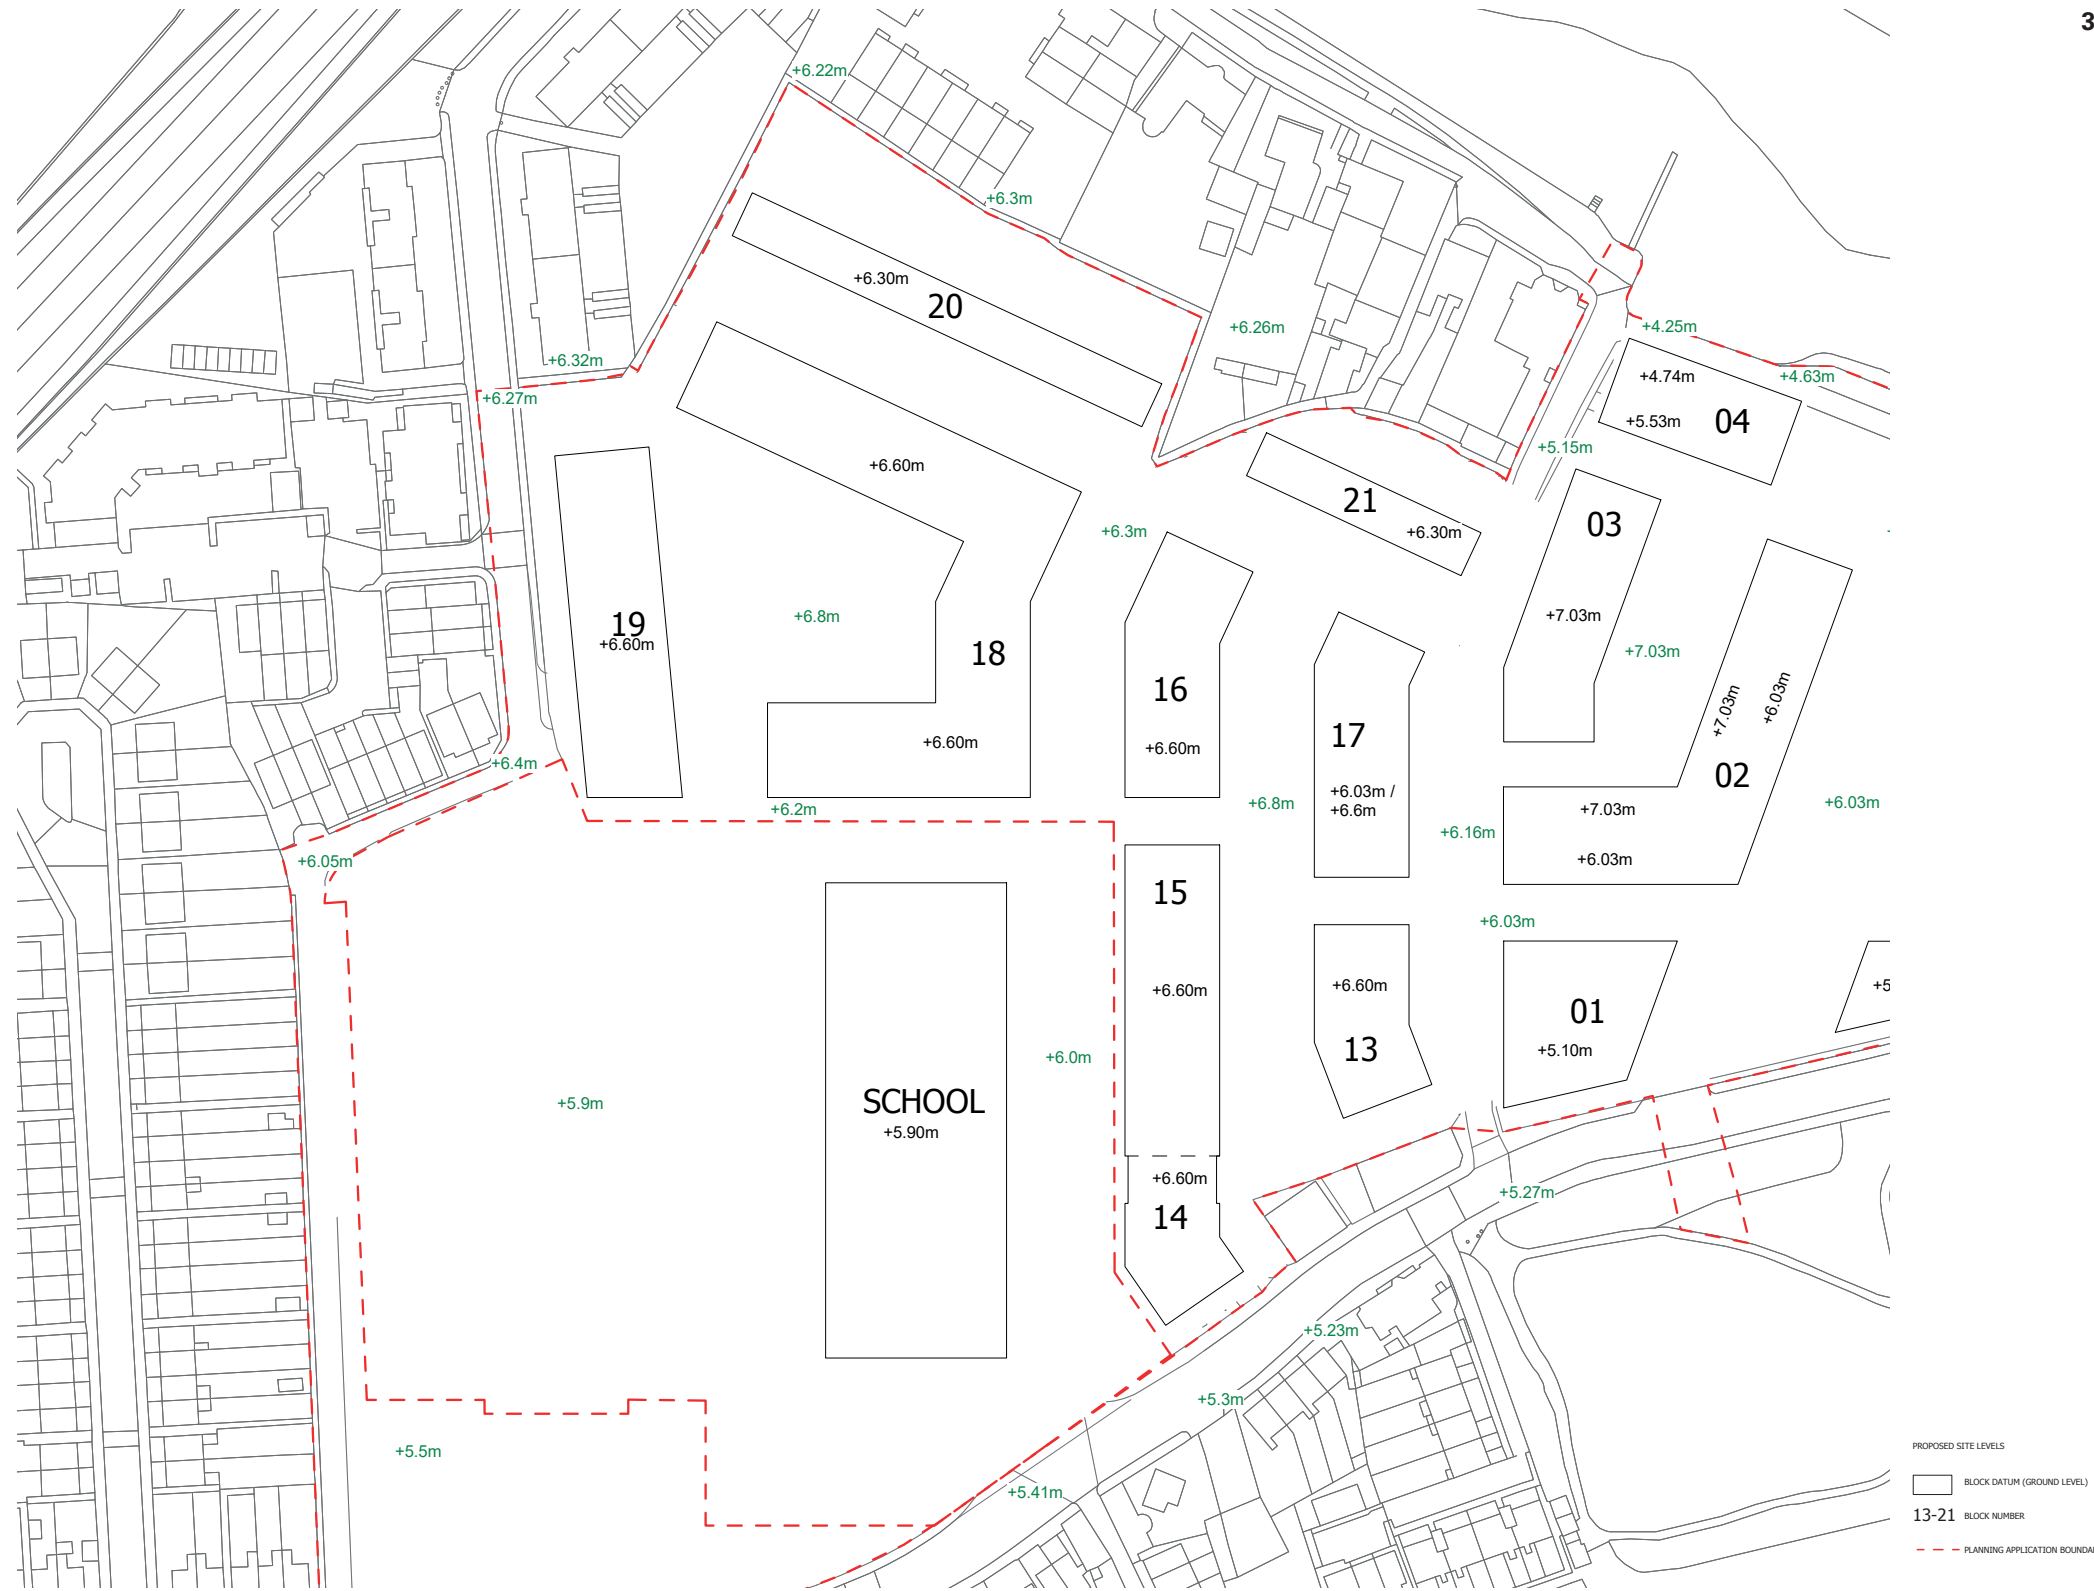 3
+6.22m
+6.3m
+6.30m
20
+6.26m
+4.25m
+6.32m
+4.74m
+4.63m
+6.27m
+5.53m
04
+5.15m
+6.60m
21
+6.30m
03
+6.3m
+6.8m
19
+6.60m
18
+7.03m
+7.03m
16
+7.03m
+6.03m
17
+6.60m
+6.60m
02
+6.4m
+6.03m /
+6.6m
+6.2m
+6.8m
+7.03m
+6.03m
+6.16m
+6.03m
+6.05m
15
+6.03m
+6.60m
+6.60m
+5
01
13
+5.10m
+6.0m
+5.9m
SCHOOL
+5.90m
+6.60m
14
+5.27m
+5.23m
+5.3m
+5.5m
+5.41m
PROPOSED SITE LEVELS
BLOCK DATUM (GROUND LEVEL)
13-21 BLOCK NUMBER
PLANNING APPLICATION BOUNDA